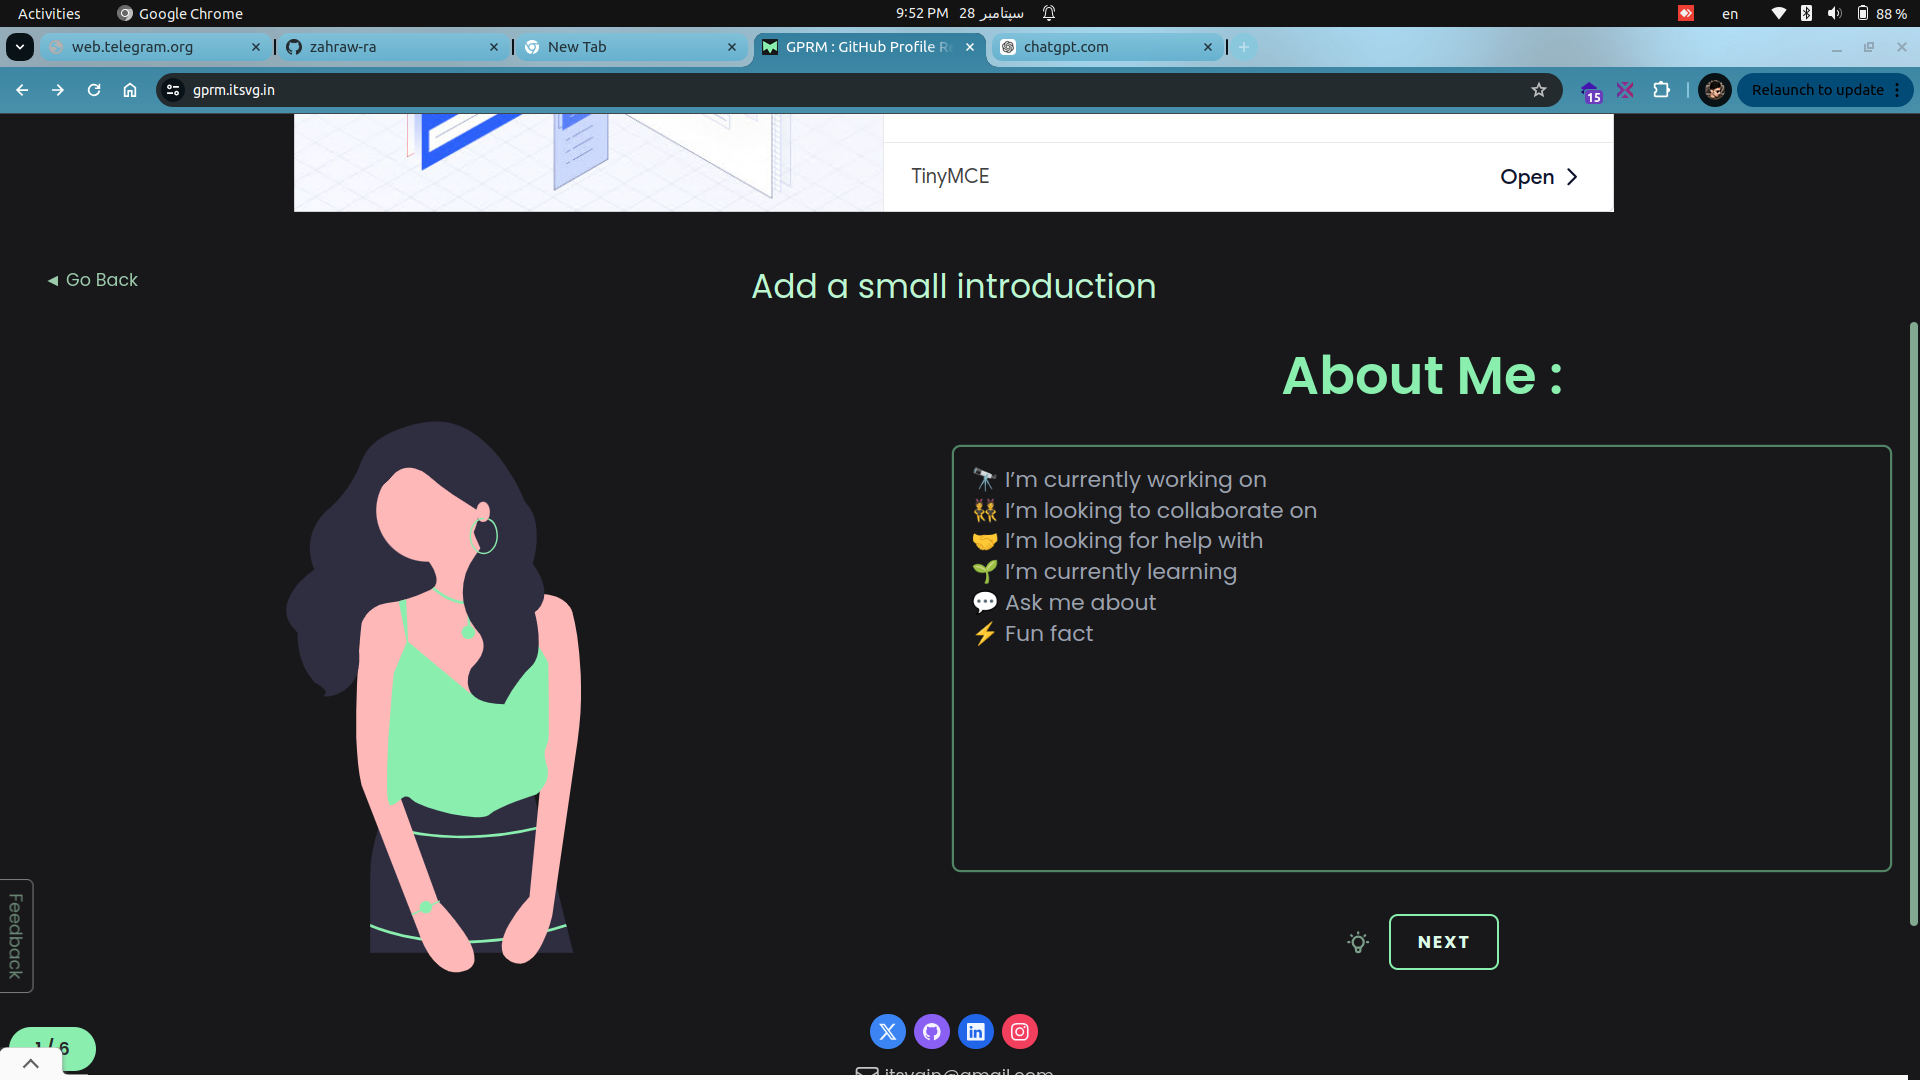 Activities
Google Chrome
9:52 PM 28 سپتامبر
en
88 %
web.telegram.org
zahraw-ra
New Tab
GPRM : GitHub Profile
chatgpt.com
gprm.itsvg.in
15
Relaunch to update
TinyMCE
Open
◄ Go Back
Add a small introduction
About Me :
🔭 I’m currently working on
👯 I’m looking to collaborate on
🤝 I’m looking for help with
🌱 I’m currently learning
💬 Ask me about
⚡ Fun fact
NEXT
Feedback
1 / 6